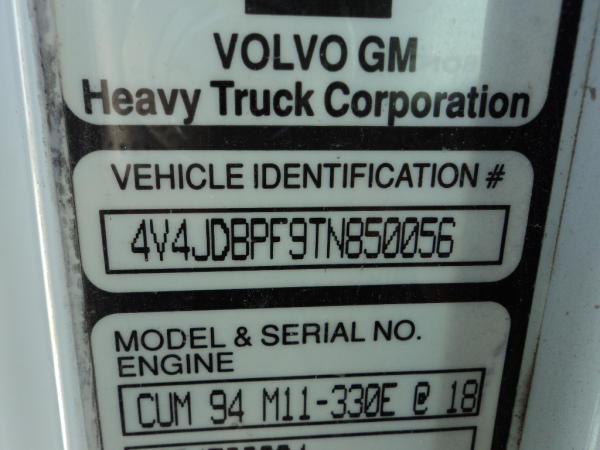 VOLVO GM
Heavy Truck Corporation
VEHICLE IDENTIFICATION #
4V4JDBPF9TN850056
MODEL & SERIAL NO.
ENGINE
CUM 94 M11-330E @ 18